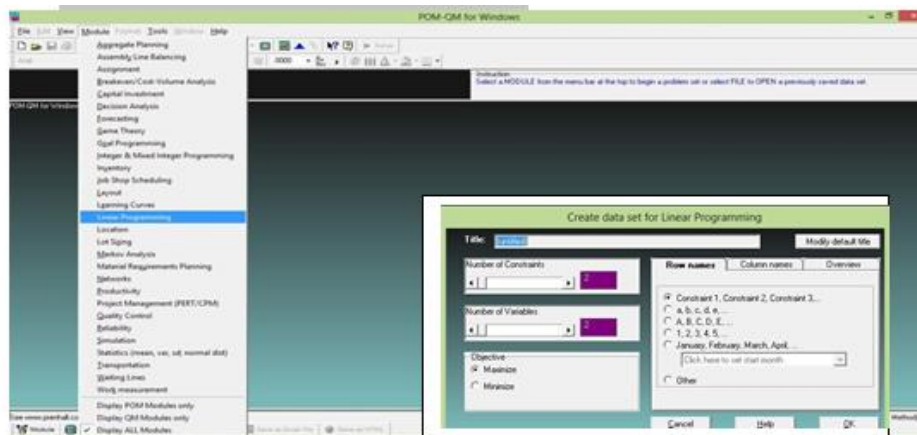 POM-QM for Windows
File Edit View Module Format Tools Window Help
Aggregate Planning
Assembly Line Balancing
Assignment
Breakeven/Cost-Volume Analysis
Capital Investment
Decision Analysis
Forecasting
Game Theory
Goal Programming
Integer & Mixed Integer Programming
Inventory
Job Shop Scheduling
Layout
Learning Curves
Linear Programming
Location
Lot Sizing
Markov Analysis
Material Requirements Planning
Networks
Productivity
Project Management (PERT/CPM)
Quality Control
Reliability
Simulation
Statistics (mean, var, sd, normal dist)
Transportation
Waiting Lines
Work measurement
Display POM Modules only
Display QM Modules only
Display ALL Modules
Instruction
Select a MODULE from the menu bar at the top to begin a problem set or select FILE to OPEN a previously saved data set.
POM-QM for Windows
Create data set for Linear Programming
Title: (untitled)
Modify default title
Number of Constraints
2
Number of Variables
2
Objective
Maximize
Minimize
Row names Column names Overview
Constraint 1, Constraint 2, Constraint 3,...
a, b, c, d, e, ...
A, B, C, D, E, ...
1, 2, 3, 4, 5, ...
January, February, March, April, ...
Click here to set start month
Other
Cancel Help OK
Module